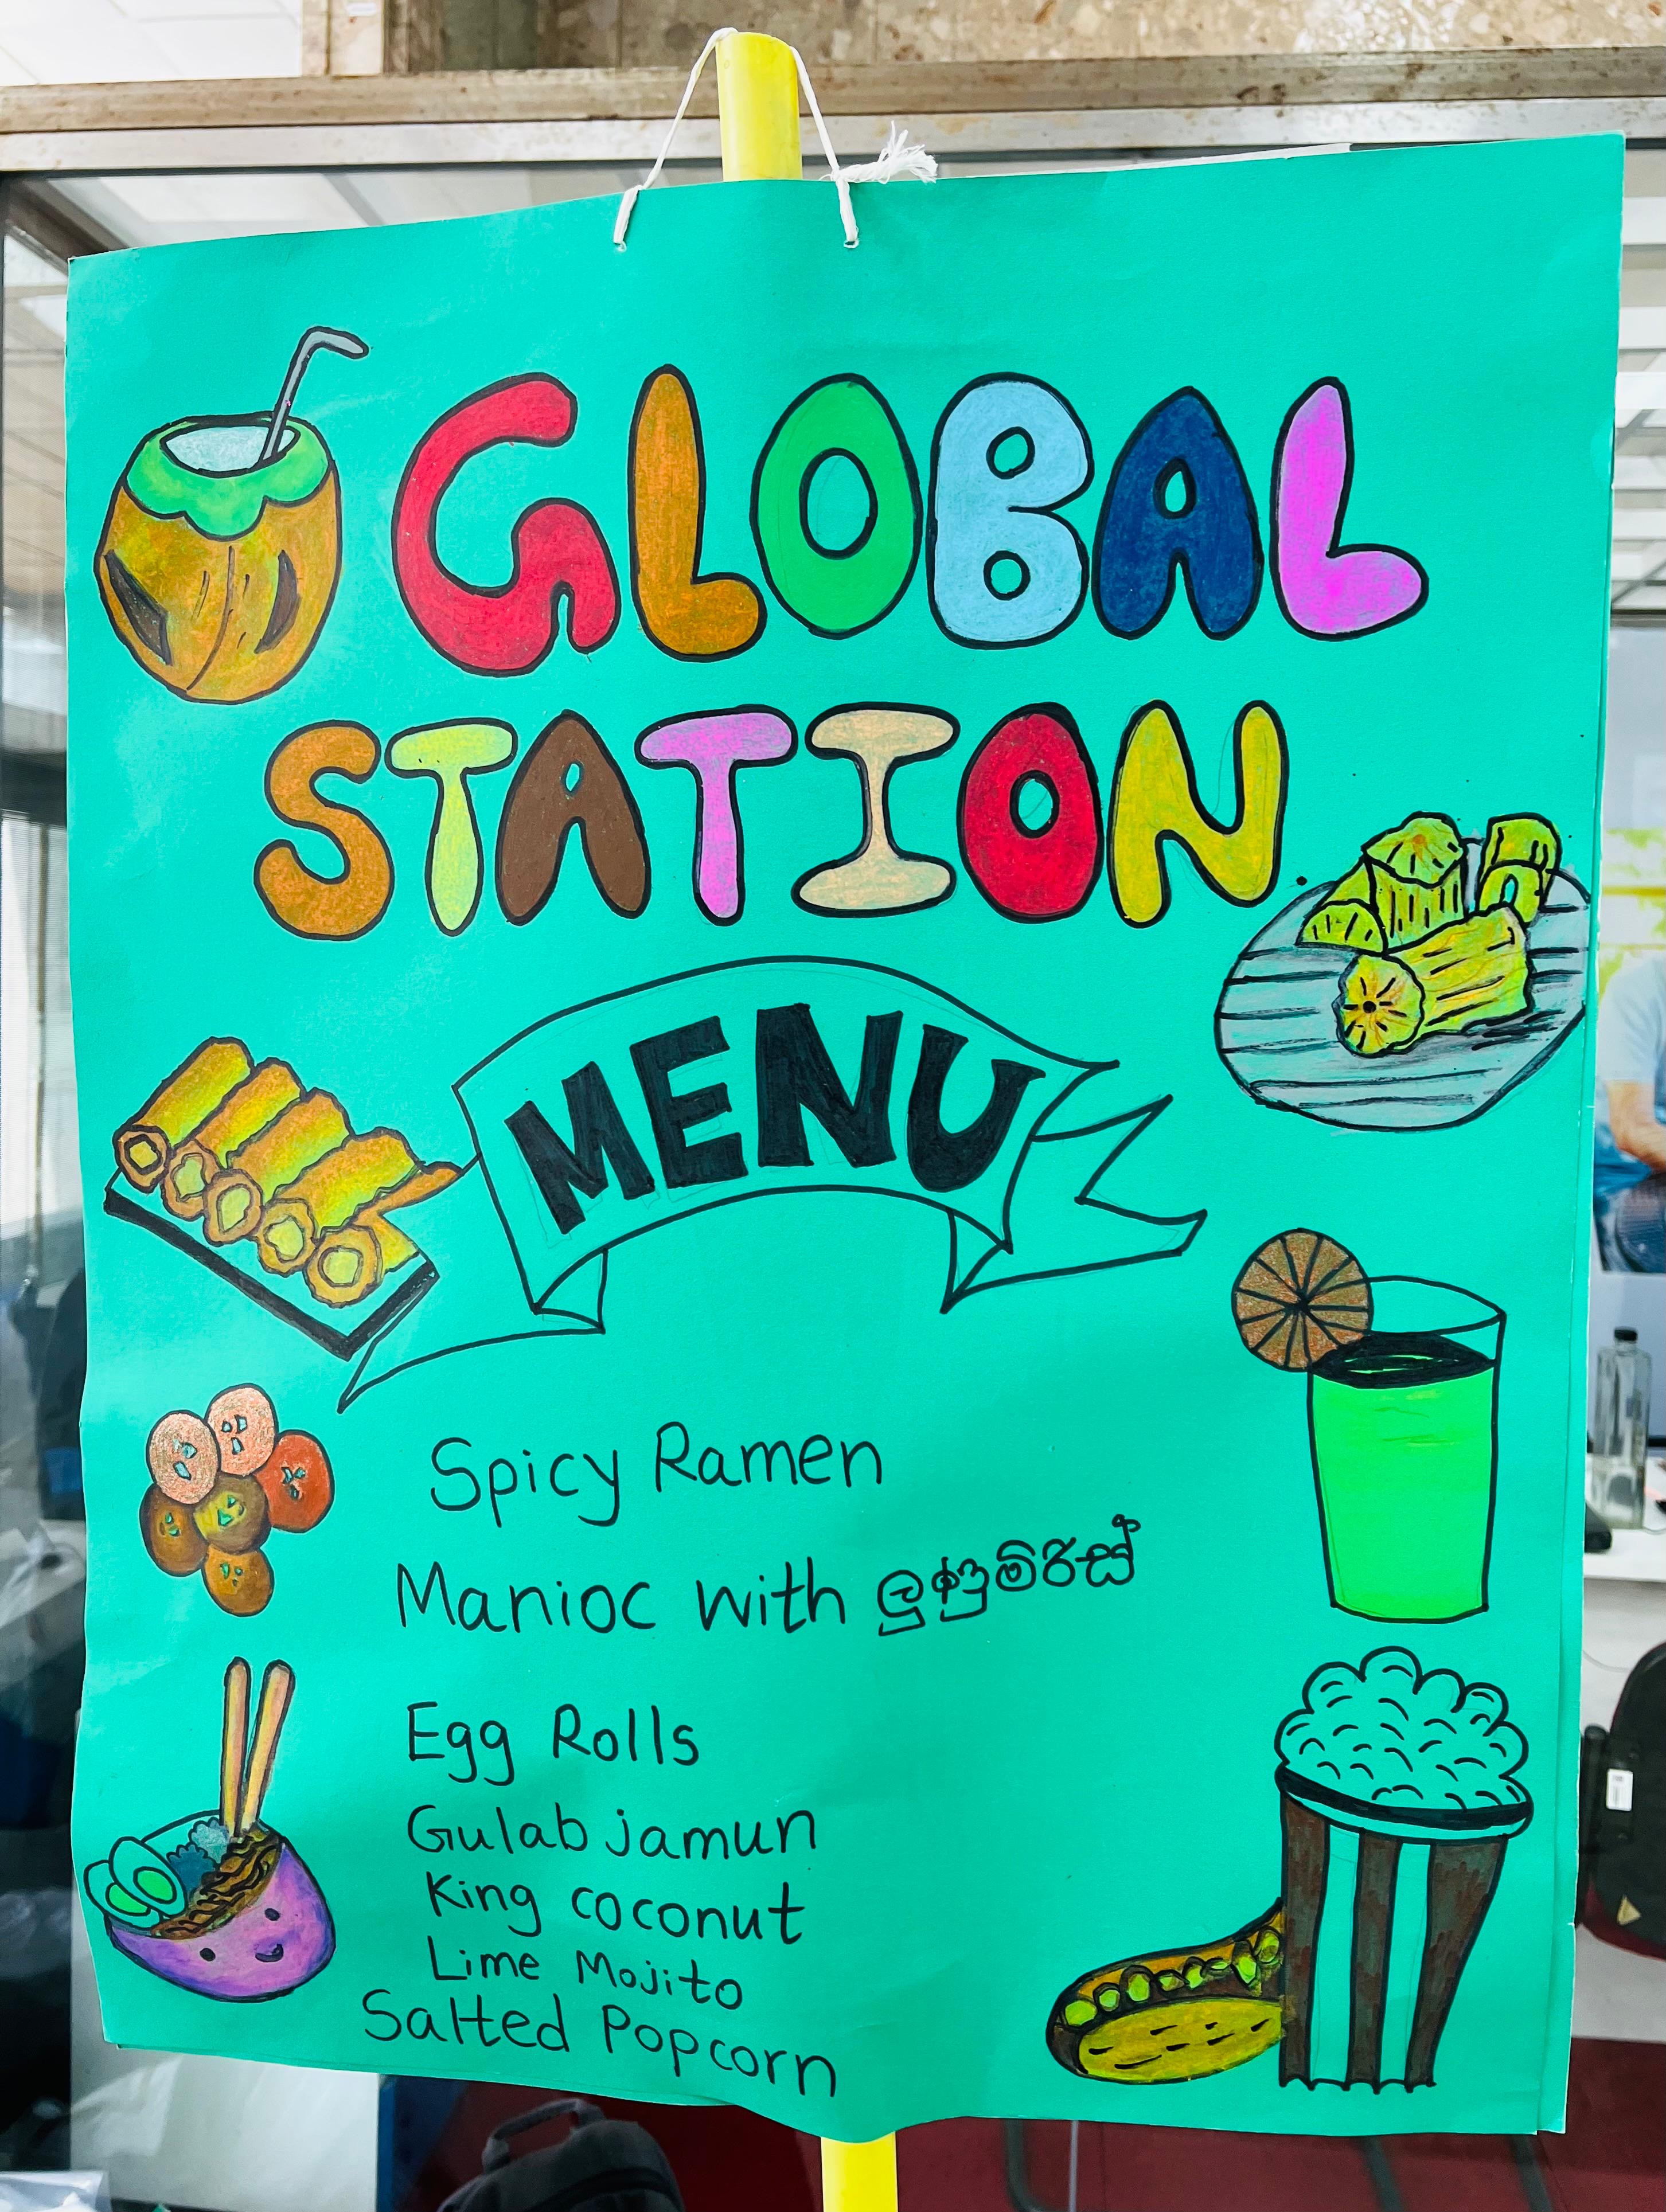 GLOBAL
STATION
MENU
Spicy Ramen
Manioc with ලුණුමිරිස්
Egg Rolls
Gulab jamun
King coconut
Lime Mojito
Salted Popcorn